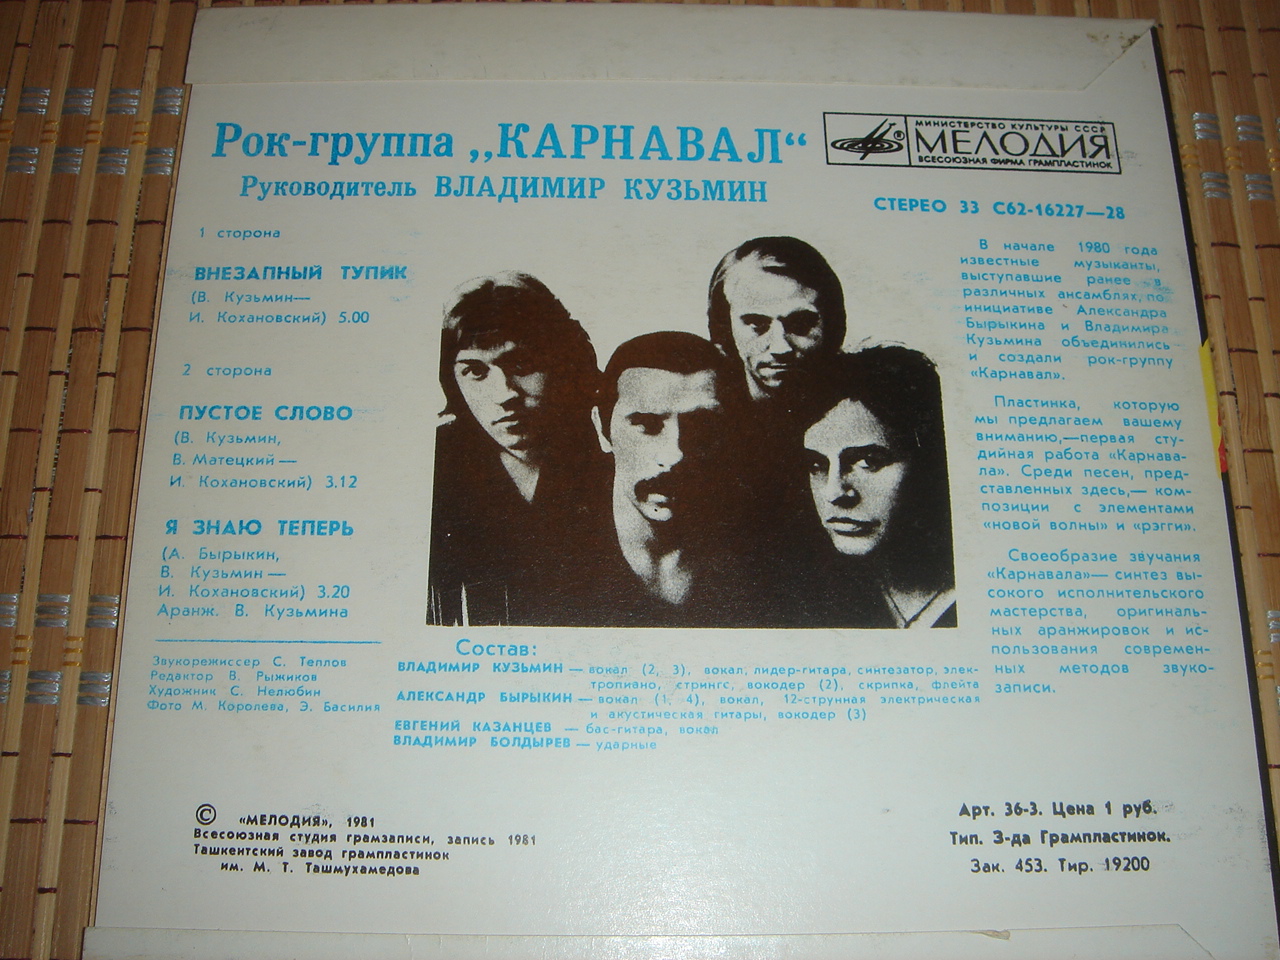 Рок-группа „КАРНАВАЛ“
Руководитель ВЛАДИМИР КУЗЬМИН
МИНИСТЕРСТВО КУЛЬТУРЫ СССР
МЕЛОДИЯ
ВСЕСОЮЗНАЯ ФИРМА ГРАМПЛАСТИНОК
®
СТЕРЕО 33 С62-16227—28
1 сторона
ВНЕЗАПНЫЙ ТУПИК
(В. Кузьмин—
И. Кохановский) 5.00
2 сторона
ПУСТОЕ СЛОВО
(В. Кузьмин,
В. Матецкий—
И. Кохановский) 3.12
Я ЗНАЮ ТЕПЕРЬ
(А. Бырыкин,
В. Кузьмин—
И. Кохановский) 3.20
Аранж. В. Кузьмина
Звукорежиссер С. Теплов
Редактор В. Рыжиков
Художник С. Нелюбин
Фото М. Королева, Э. Басилия
В начале 1980 года
известные музыканты,
выступавшие ранее в
различных ансамблях, по
инициативе Александра
Бырыкина и Владимира
Кузьмина объединились
и создали рок-группу
«Карнавал».
Пластинка, которую
мы предлагаем вашему
вниманию,—первая сту-
дийная работа «Карнава-
ла». Среди песен, пред-
ставленных здесь,— ком-
позиции с элементами
«новой волны» и «рэгги».
Своеобразие звучания
«Карнавала»— синтез вы-
сокого исполнительского
мастерства, оригиналь-
ных аранжировок и ис-
пользования современ-
ных методов звуко-
записи.
Состав:
ВЛАДИМИР КУЗЬМИН — вокал (2, 3), вокал, лидер-гитара, синтезатор, элек-
тропиано, стрингс, вокодер (2), скрипка, флейта
АЛЕКСАНДР БЫРЫКИН — вокал (1, 4), вокал, 12-струнная электрическая
и акустическая гитары, вокодер (3)
ЕВГЕНИЙ КАЗАНЦЕВ — бас-гитара, вокал
ВЛАДИМИР БОЛДЫРЕВ — ударные
© «МЕЛОДИЯ», 1981
Всесоюзная студия грамзаписи, запись 1981
Ташкентский завод грампластинок
им. М. Т. Ташмухамедова
Арт. 36-3. Цена 1 руб.
Тип. З-да Грампластинок.
Зак. 453. Тир. 19200